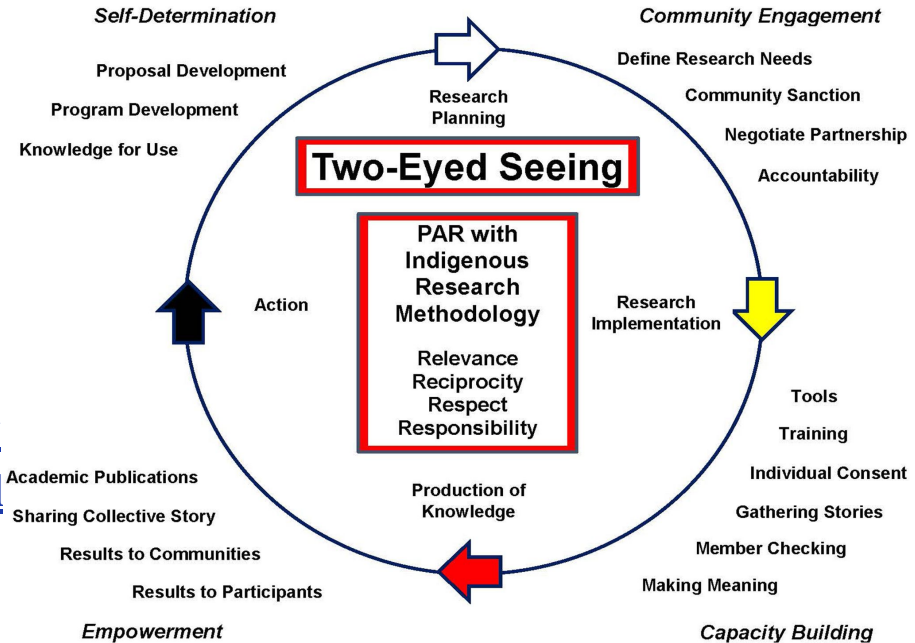 Self-Determination
Community Engagement
Proposal Development
Program Development
Knowledge for Use
Research
Planning
Define Research Needs
Community Sanction
Negotiate Partnership
Accountability
Two-Eyed Seeing
PAR with
Indigenous
Research
Methodology
Relevance
Reciprocity
Respect
Responsibility
Action
Research
Implementation
Tools
Training
Individual Consent
Gathering Stories
Member Checking
Making Meaning
Production of
Knowledge
Academic Publications
Sharing Collective Story
Results to Communities
Results to Participants
Empowerment
Capacity Building